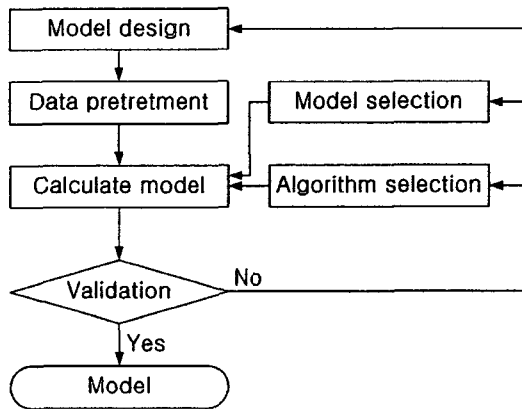 Model design
Data pretretment
Model selection
Calculate model
Algorithm selection
Validation
No
Yes
Model